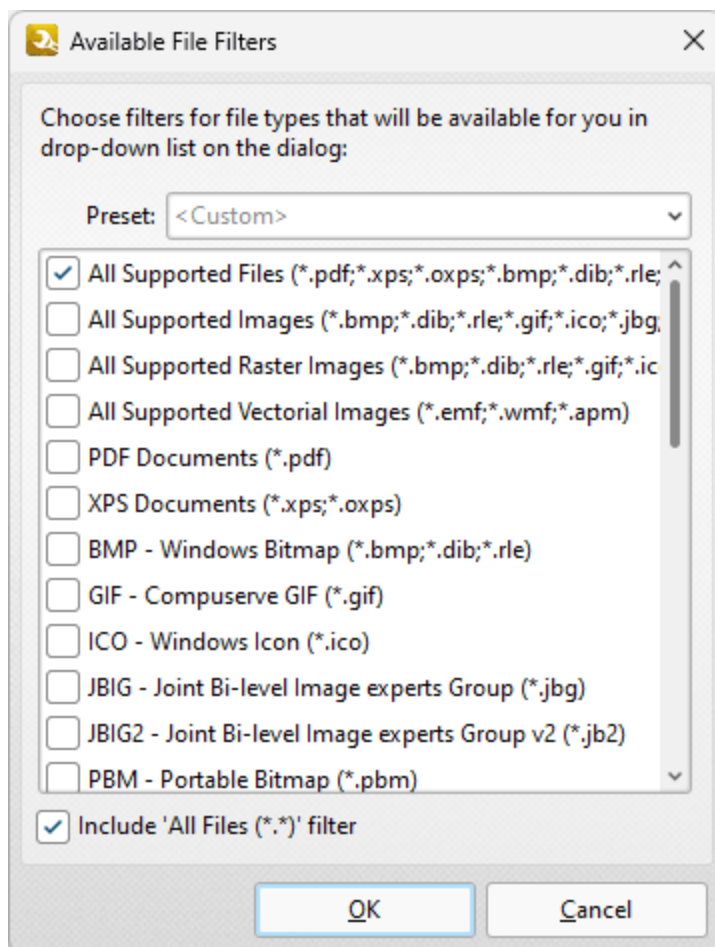 Available File Filters
Choose filters for file types that will be available for you in
drop-down list on the dialog:
Preset: <Custom>
All Supported Files (*.pdf;*.xps;*.oxps;*.bmp;*.dib;*.rle;
All Supported Images (*.bmp;*.dib;*.rle;*.gif;*.ico;*.jbg;
All Supported Raster Images (*.bmp;*.dib;*.rle;*.gif;*.ic
All Supported Vectorial Images (*.emf;*.wmf;*.apm)
PDF Documents (*.pdf)
XPS Documents (*.xps;*.oxps)
BMP - Windows Bitmap (*.bmp;*.dib;*.rle)
GIF - Compuserve GIF (*.gif)
ICO - Windows Icon (*.ico)
JBIG - Joint Bi-level Image experts Group (*.jbg)
JBIG2 - Joint Bi-level Image experts Group v2 (*.jb2)
PBM - Portable Bitmap (*.pbm)
Include 'All Files (*.*)' filter
OK Cancel